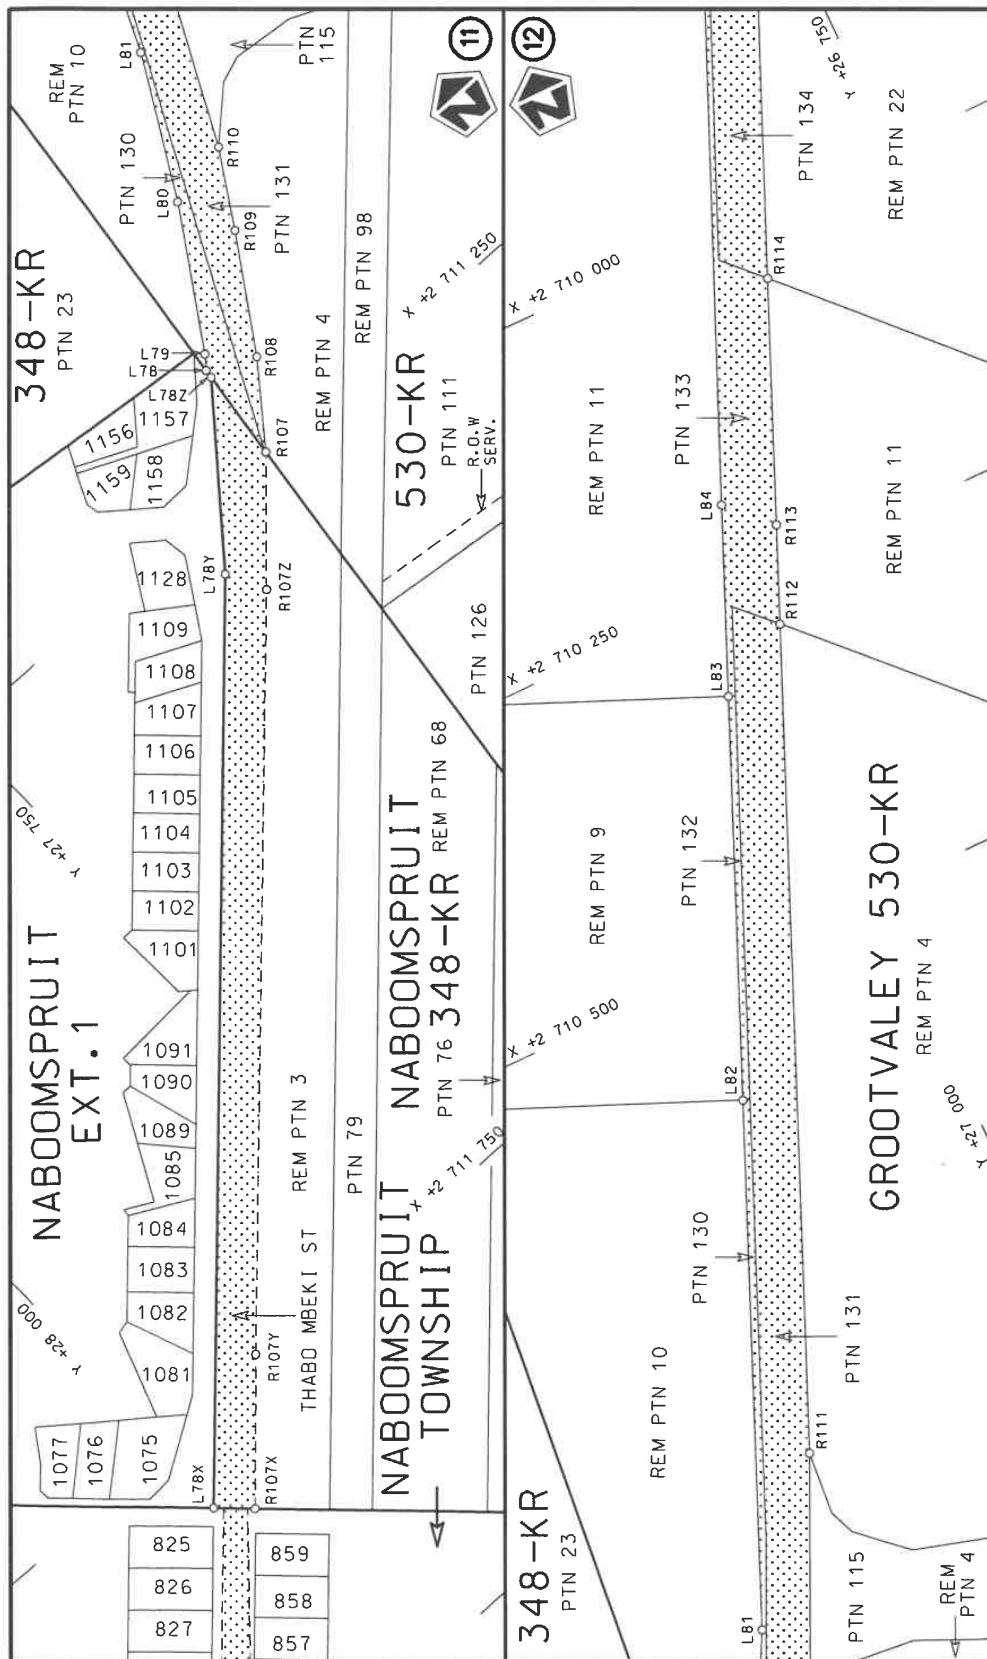 348-KR
PTN 23
REM
PTN 10
L81
PTN 130
L80
PTN
115
R110
PTN 131
R109
L79
L78
L78Z
R108
R107
REM PTN 4
REM PTN 98
X +2 711 250
530-KR
PTN 111
R.O.W
SERV.
11
1156
1157
1159
1158
1128
1109
1108
1107
1106
1105
1104
1103
1102
1101
1091
1090
1089
1085
1084
1083
1082
1081
1077
1076
1075
L78Y
R107Z
PTN 126
Y +27 750
NABOOMSPRUIT
EXT.1
Y +28 000
NABOOMSPRUIT
PTN 76 348-KR REM PTN 68
REM PTN 3
PTN 79
THABO MBEKI ST
X +2 711 750
NABOOMSPRUIT
TOWNSHIP
R107Y
L78X
R107X
825
826
827
859
858
857
12
Y +26 750
PTN 134
REM PTN 22
R114
X +2 710 000
REM PTN 11
PTN 133
L84
R113
REM PTN 11
R112
X +2 710 250
L83
REM PTN 9
PTN 132
X +2 710 500
L82
GROOTVALEY 530-KR
REM PTN 4
Y +27 000
PTN 130
REM PTN 10
PTN 131
R111
348-KR
PTN 23
L81
PTN 115
REM
PTN 4